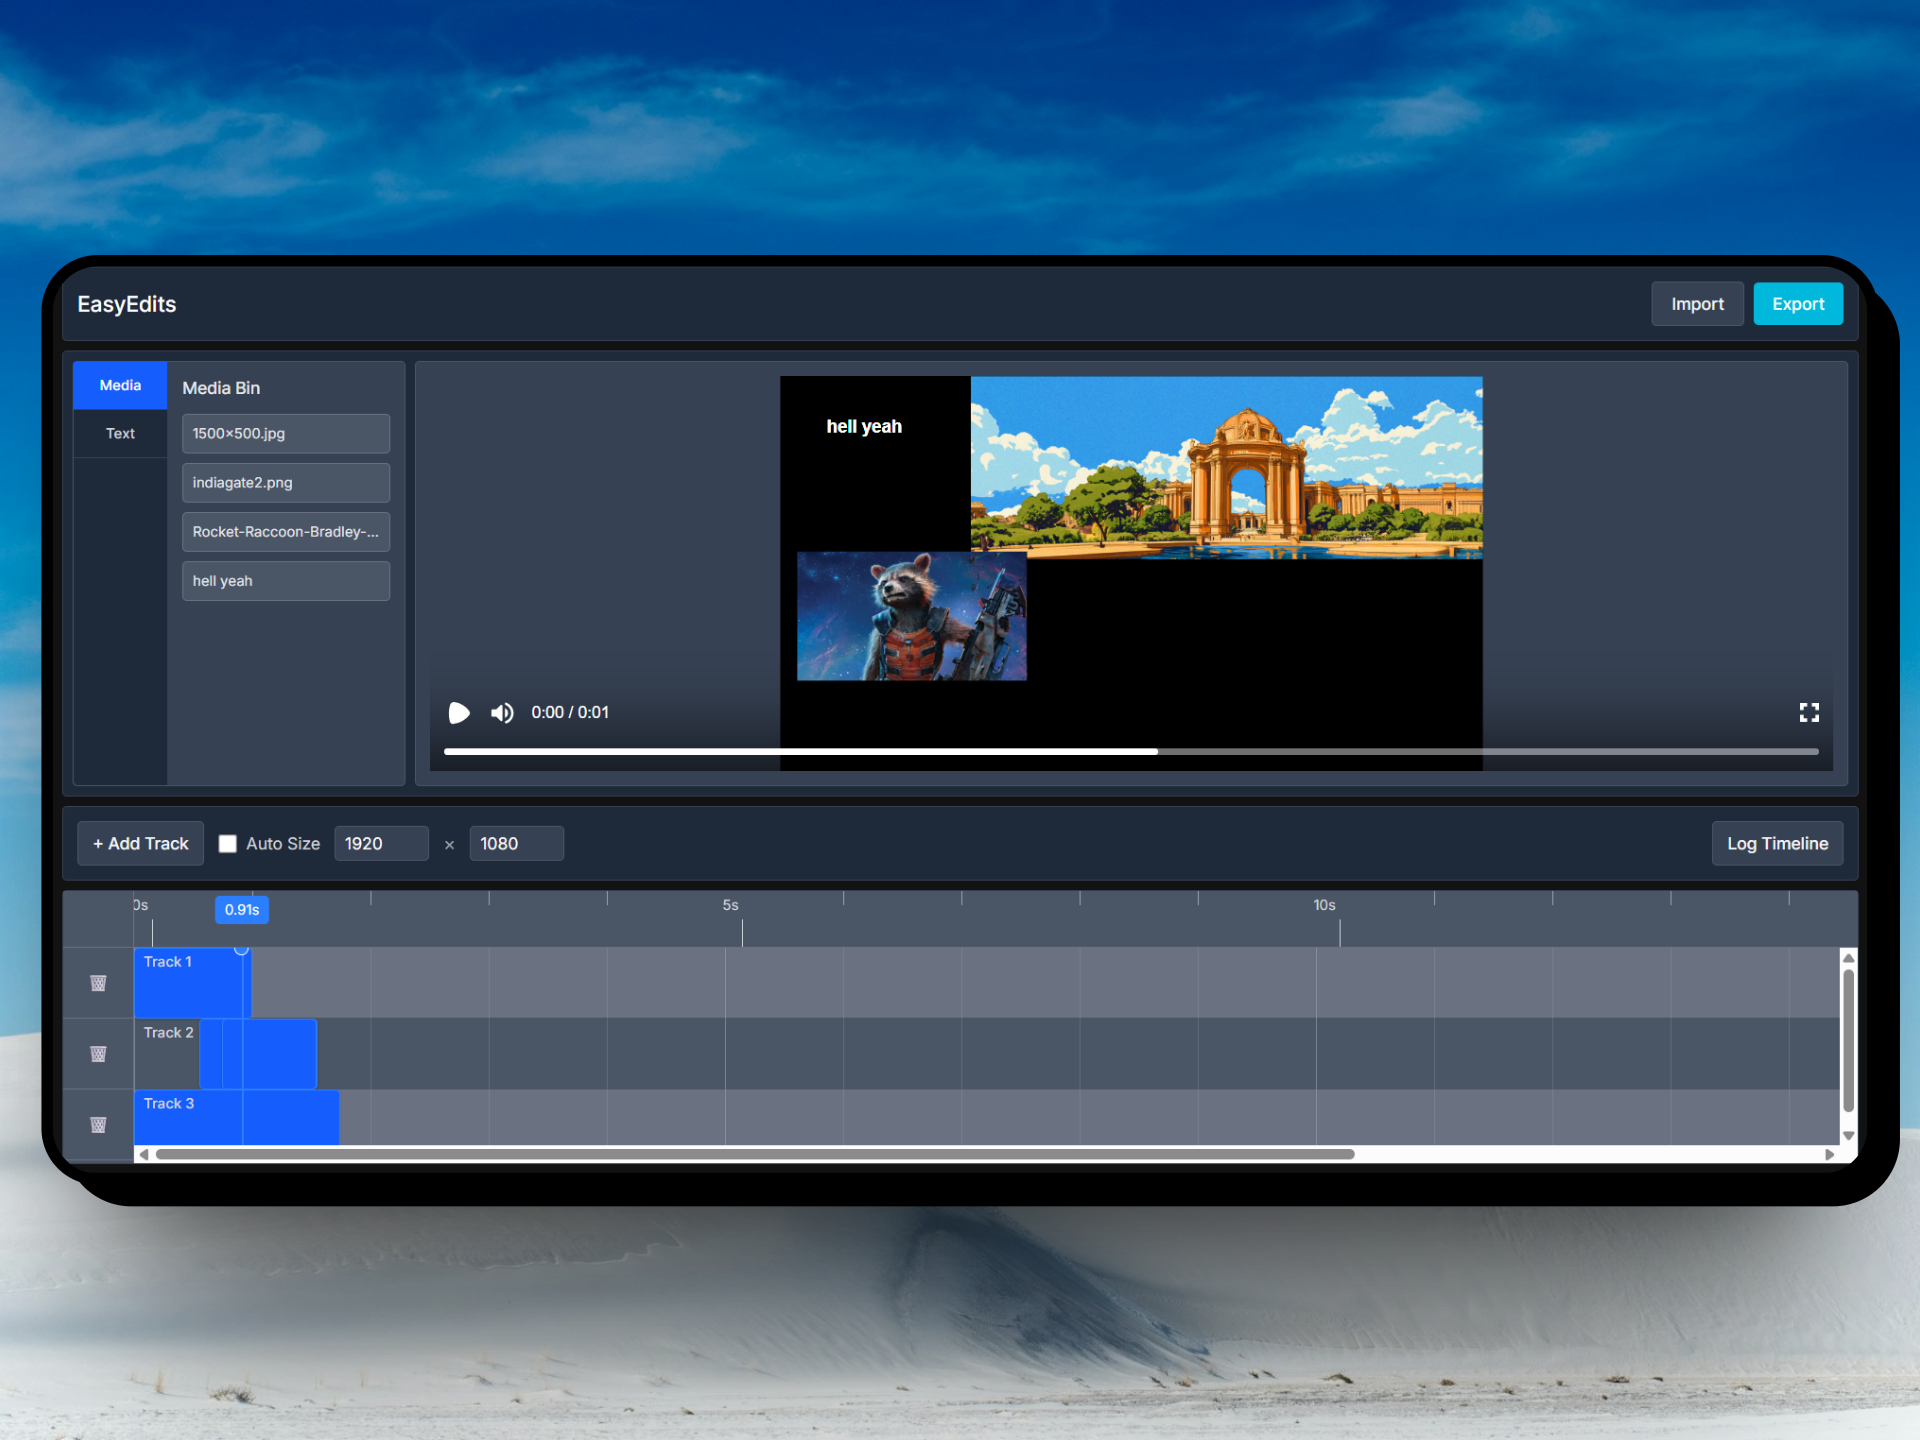 EasyEdits
Import
Export
Media
Text
Media Bin
1500×500.jpg
indiagate2.png
Rocket-Raccoon-Bradley-...
hell yeah
hell yeah
0:00 / 0:01
+ Add Track
Auto Size
1920
×
1080
Log Timeline
0s
0.91s
5s
10s
Track 1
Track 2
Track 3